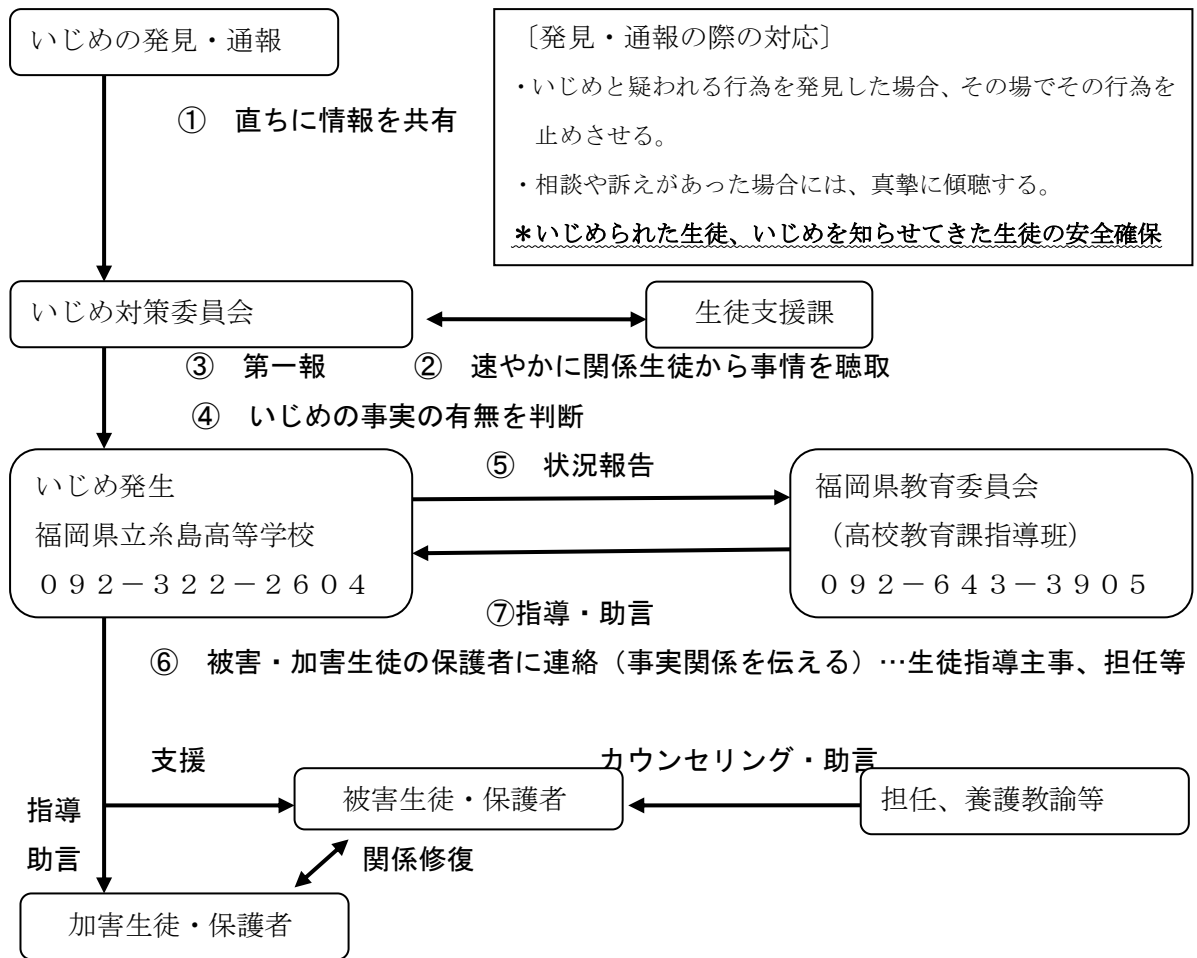 いじめの発見・通報
〔発見・通報の際の対応〕
・いじめと疑われる行為を発見した場合、その場でその行為を
止めさせる。
・相談や訴えがあった場合には、真摯に傾聴する。
＊いじめられた生徒、いじめを知らせてきた生徒の安全確保
①　直ちに情報を共有
いじめ対策委員会
生徒支援課
③　第一報
②　速やかに関係生徒から事情を聴取
④　いじめの事実の有無を判断
いじめ発生
福岡県立糸島高等学校
０９２－３２２－２６０４
⑤　状況報告
福岡県教育委員会
（高校教育課指導班）
０９２－６４３－３９０５
⑦指導・助言
⑥　被害・加害生徒の保護者に連絡（事実関係を伝える）…生徒指導主事、担任等
支援
カウンセリング・助言
被害生徒・保護者
担任、養護教諭等
指導
助言
関係修復
加害生徒・保護者